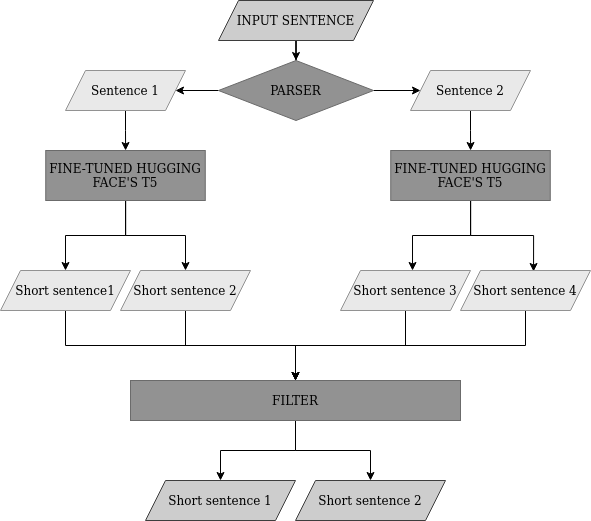 INPUT SENTENCE
Sentence 1
PARSER
Sentence 2
FINE-TUNED HUGGING
FACE'S T5
FINE-TUNED HUGGING
FACE'S T5
Short sentence1
Short sentence 2
Short sentence 3
Short sentence 4
FILTER
Short sentence 1
Short sentence 2